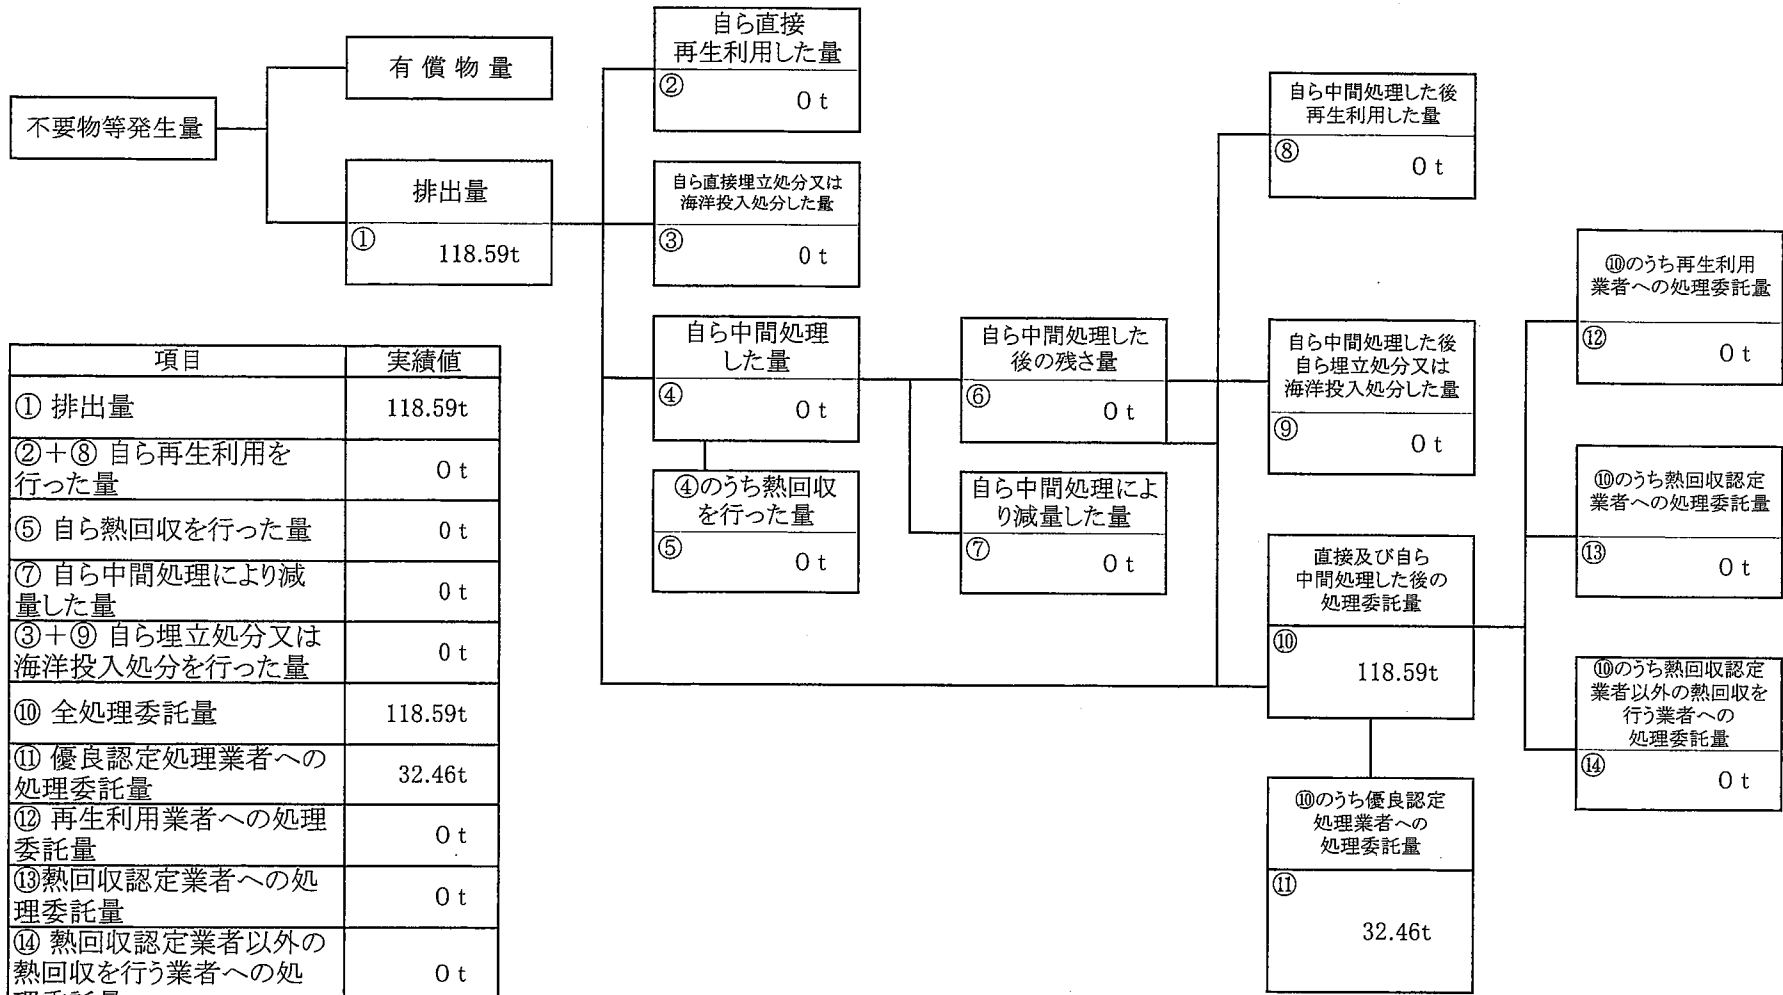 不要物等発生量
有償物量
排出量
①
118.59t
自ら直接
再生利用した量
②
0 t
自ら直接埋立処分又は
海洋投入処分した量
③
0 t
自ら中間処理
した量
④
0 t
④のうち熱回収
を行った量
⑤
0 t
自ら中間処理した
後の残さ量
⑥
0 t
自ら中間処理によ
り減量した量
⑦
0 t
自ら中間処理した後
再生利用した量
⑧
0 t
自ら中間処理した後
自ら埋立処分又は
海洋投入処分した量
⑨
0 t
直接及び自ら
中間処理した後の
処理委託量
⑩
118.59t
⑩のうち優良認定
処理業者への
処理委託量
⑪
32.46t
⑩のうち再生利用
業者への処理委託量
⑫
0 t
⑩のうち熱回収認定
業者への処理委託量
⑬
0 t
⑩のうち熱回収認定
業者以外の熱回収を
行う業者への
処理委託量
⑭
0 t
項目 実績値
① 排出量 118.59t
②+⑧ 自ら再生利用を
行った量 0 t
⑤ 自ら熱回収を行った量 0 t
⑦ 自ら中間処理により減
量した量 0 t
③+⑨ 自ら埋立処分又は
海洋投入処分を行った量 0 t
⑩ 全処理委託量 118.59t
⑪ 優良認定処理業者への
処理委託量 32.46t
⑫ 再生利用業者への処理
委託量 0 t
⑬熱回収認定業者への処
理委託量 0 t
⑭ 熱回収認定業者以外の
熱回収を行う業者への処 0 t